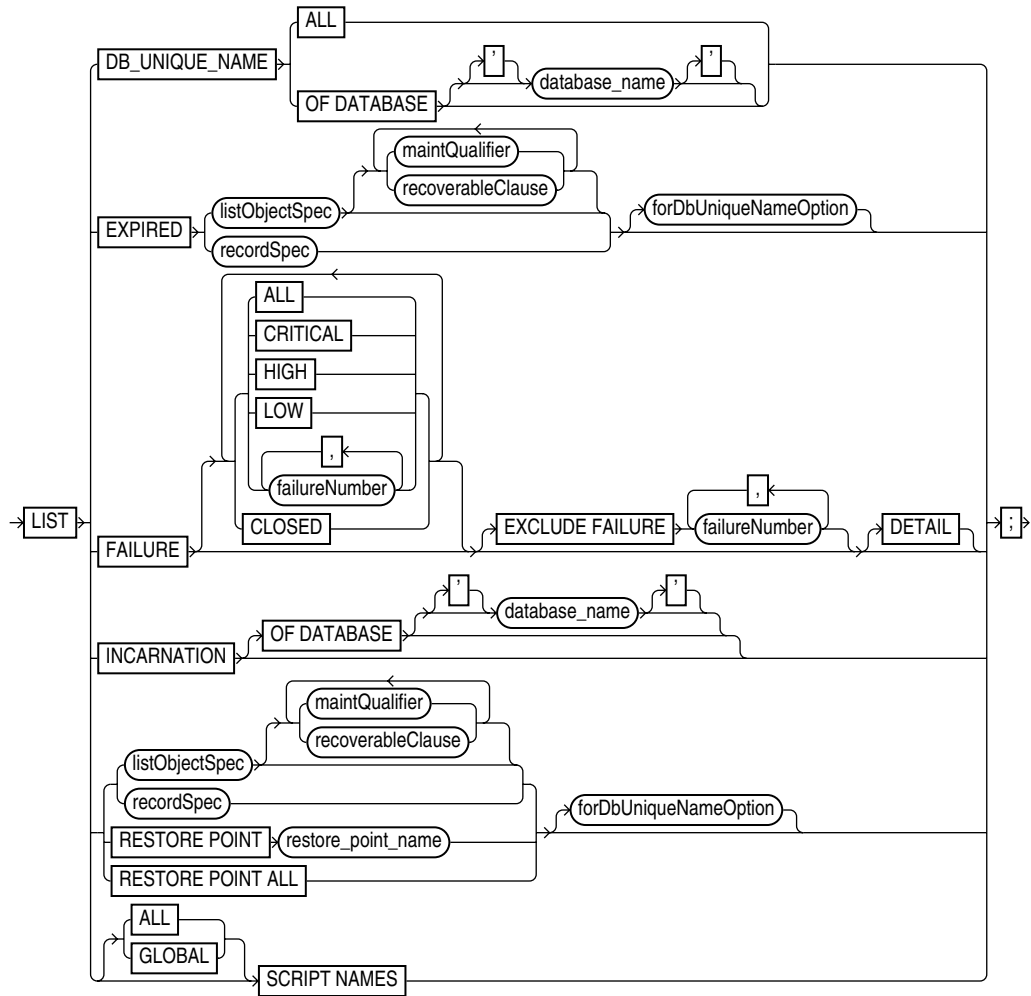 ALL
DB_UNIQUE_NAME
' '
database_name
OF DATABASE
maintQualifier
recoverableClause
listObjectSpec forDbUniqueNameOption
EXPIRED
recordSpec
ALL
CRITICAL
HIGH
LOW
,
failureNumber ,
LIST CLOSED EXCLUDE FAILURE failureNumber DETAIL ;
FAILURE
' '
database_name
OF DATABASE
INCARNATION
maintQualifier
recoverableClause
listObjectSpec
recordSpec forDbUniqueNameOption
RESTORE POINT restore_point_name
RESTORE POINT ALL
ALL
GLOBAL
SCRIPT NAMES